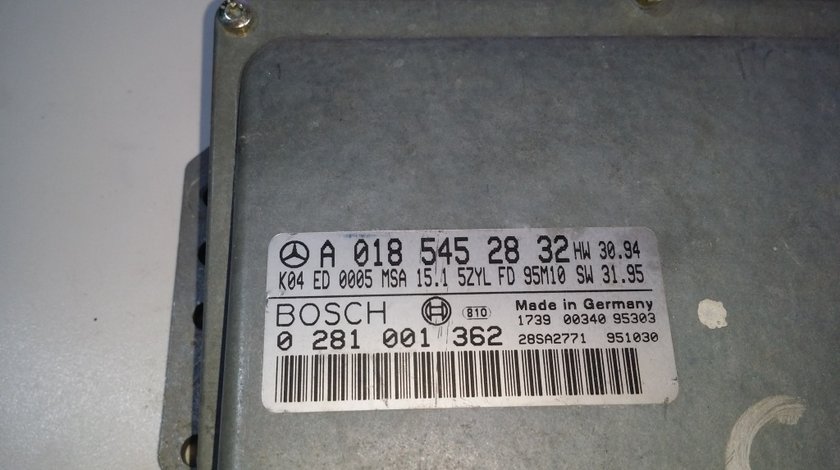 A 018 545 28 32 HW 30.94
K04 ED 0005 MSA 15.1 5ZYL FD 95M10 SW 31.95
BOSCH 810 Made in Germany
1739 00340 95303
0 281 001 362 28SA2771 951030